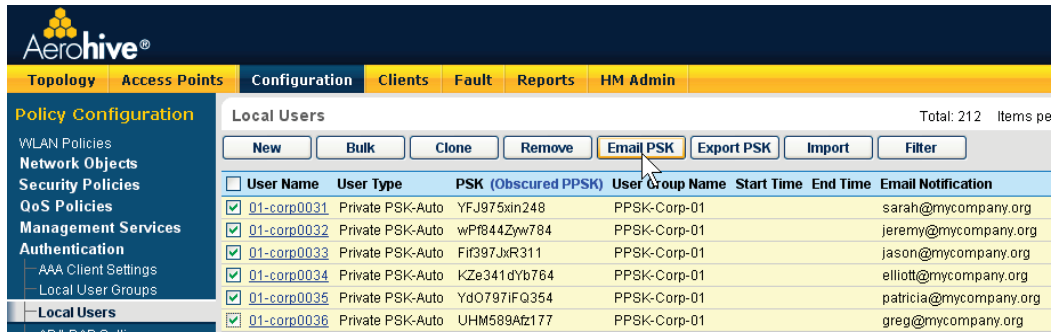 Aerohive®
Topology Access Points Configuration Clients Fault Reports HM Admin
Policy Configuration
WLAN Policies
Network Objects
Security Policies
QoS Policies
Management Services
Authentication
AAA Client Settings
Local User Groups
Local Users
Local Users Total: 212 Items pe
New Bulk Clone Remove Email PSK Export PSK Import Filter
User Name User Type PSK (Obscured PPSK) User Group Name Start Time End Time Email Notification
01-corp0031 Private PSK-Auto YFJ975xin248 PPSK-Corp-01 sarah@mycompany.org
01-corp0032 Private PSK-Auto wPf844Zyw784 PPSK-Corp-01 jeremy@mycompany.org
01-corp0033 Private PSK-Auto Fif397JxR311 PPSK-Corp-01 jason@mycompany.org
01-corp0034 Private PSK-Auto KZe341dYb764 PPSK-Corp-01 elliott@mycompany.org
01-corp0035 Private PSK-Auto YdO797iFQ354 PPSK-Corp-01 patricia@mycompany.org
01-corp0036 Private PSK-Auto UHM589Afz177 PPSK-Corp-01 greg@mycompany.org